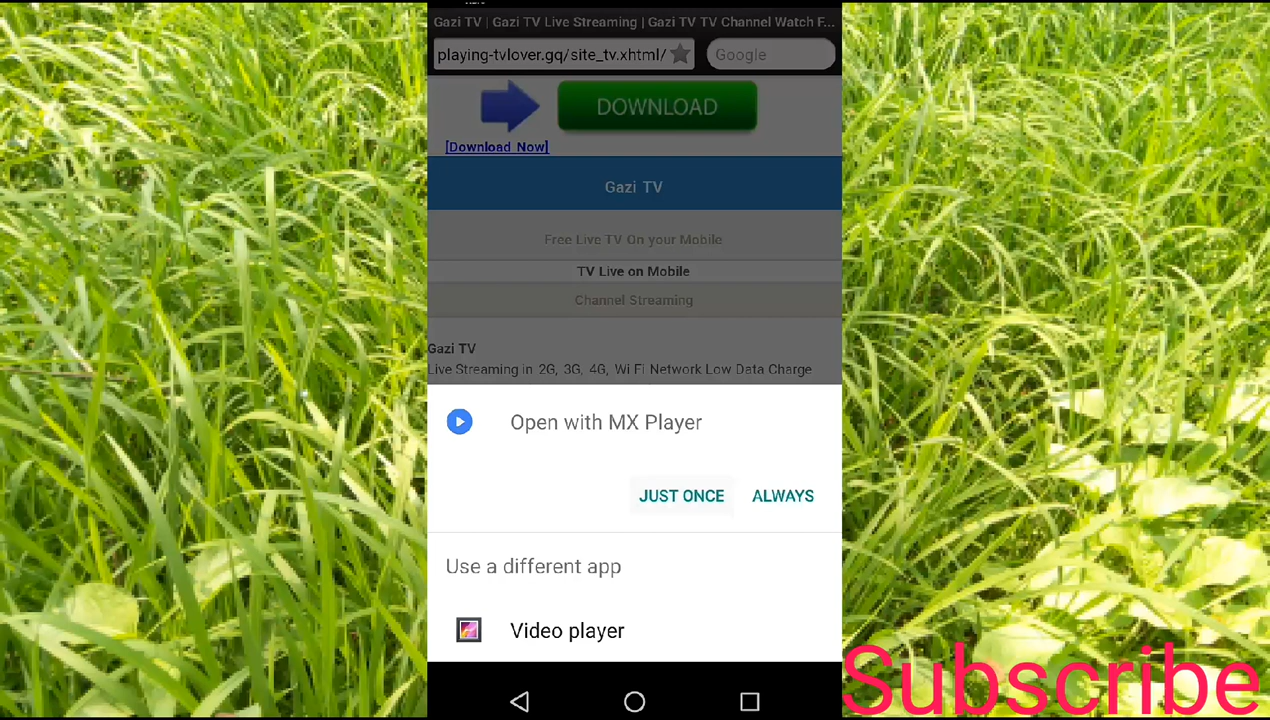 Gazi TV | Gazi TV Live Streaming | Gazi TV TV Channel Watch F...
playing-tvlover.gq/site_tv.xhtml/
Google
DOWNLOAD
[Download Now]
Gazi TV
Free Live TV On your Mobile
TV Live on Mobile
Channel Streaming
Gazi TV
Live Streaming in 2G, 3G, 4G, Wi Fi Network Low Data Charge
Open with MX Player
JUST ONCE
ALWAYS
Use a different app
Video player
Subscribe